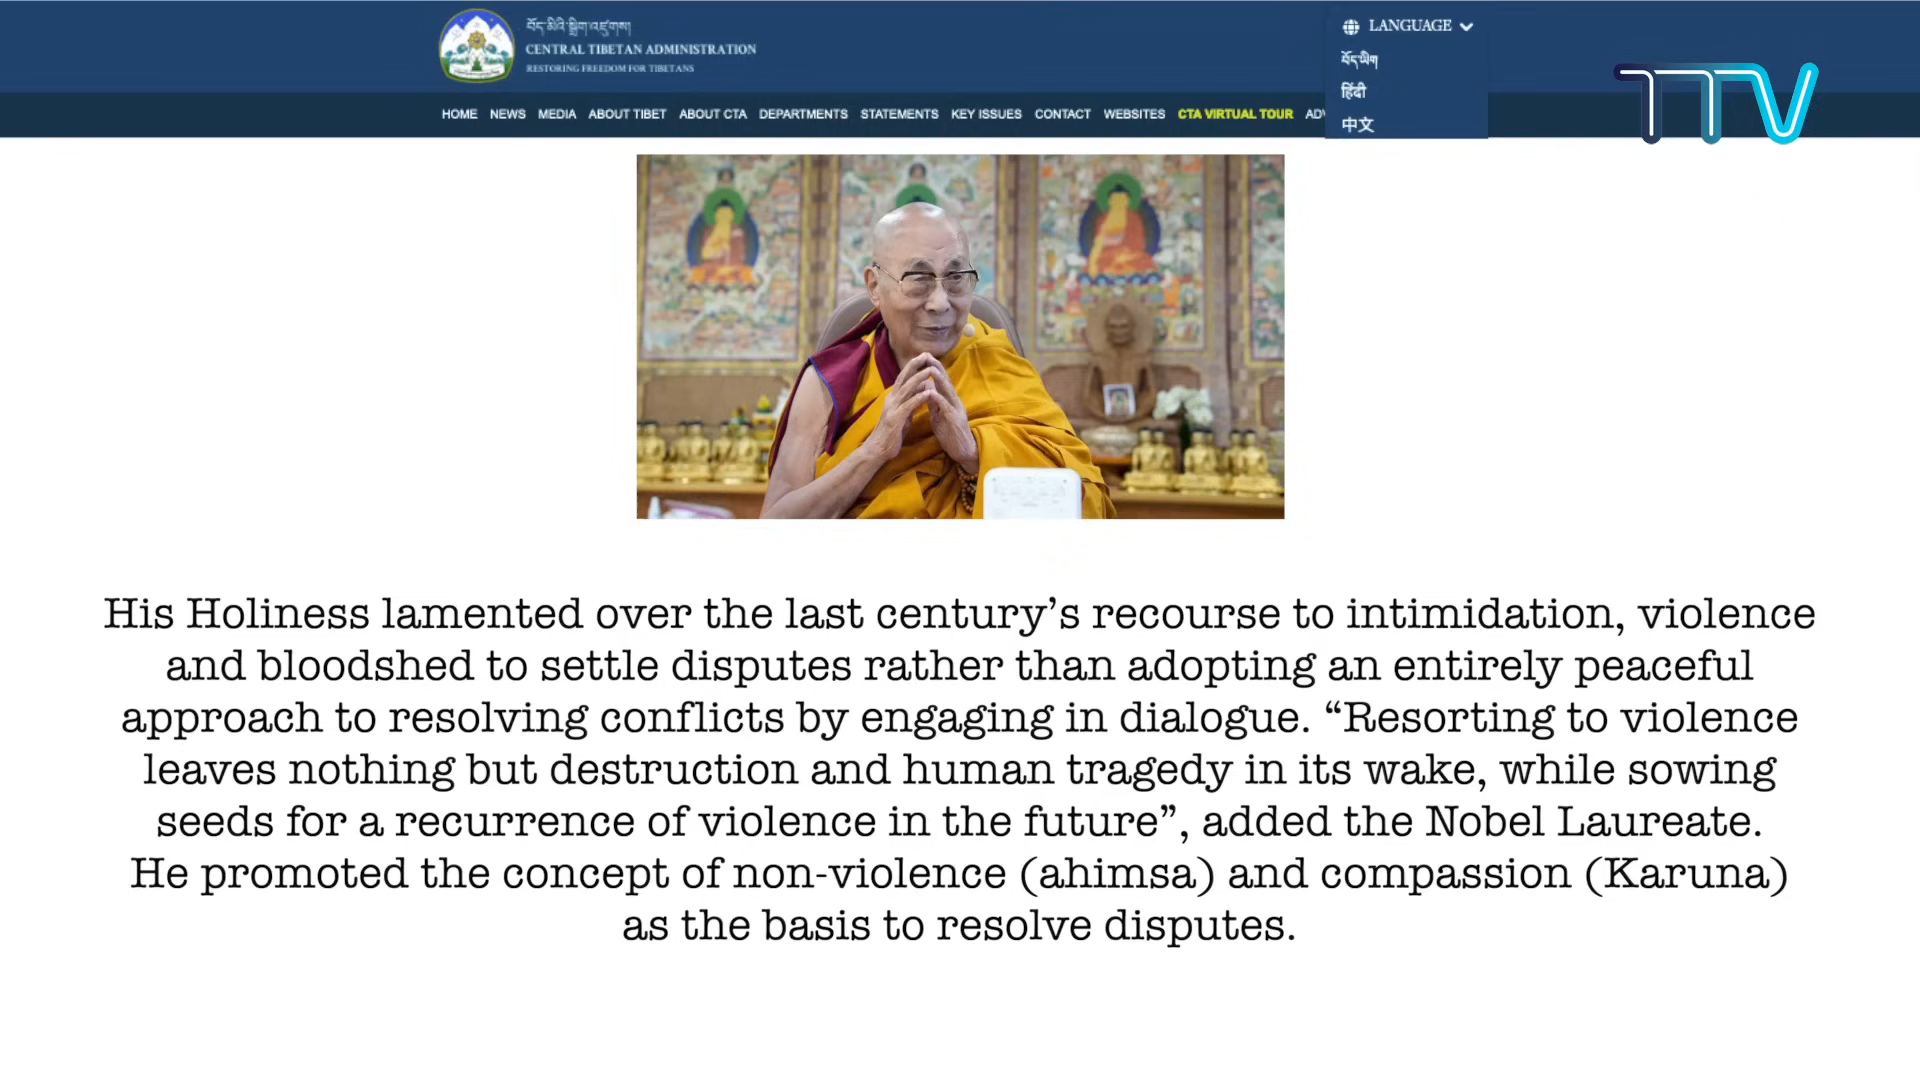 བོད་མིའི་སྒྲིག་འཛུགས།
CENTRAL TIBETAN ADMINISTRATION
RESTORING FREEDOM FOR TIBETANS
LANGUAGE
བོད་ཡིག
हिंदी
中文
TTV
HOME NEWS MEDIA ABOUT TIBET ABOUT CTA DEPARTMENTS STATEMENTS KEY ISSUES CONTACT WEBSITES CTA VIRTUAL TOUR ADV
His Holiness lamented over the last century’s recourse to intimidation, violence
and bloodshed to settle disputes rather than adopting an entirely peaceful
approach to resolving conflicts by engaging in dialogue. “Resorting to violence
leaves nothing but destruction and human tragedy in its wake, while sowing
seeds for a recurrence of violence in the future”, added the Nobel Laureate.
He promoted the concept of non-violence (ahimsa) and compassion (Karuna)
as the basis to resolve disputes.